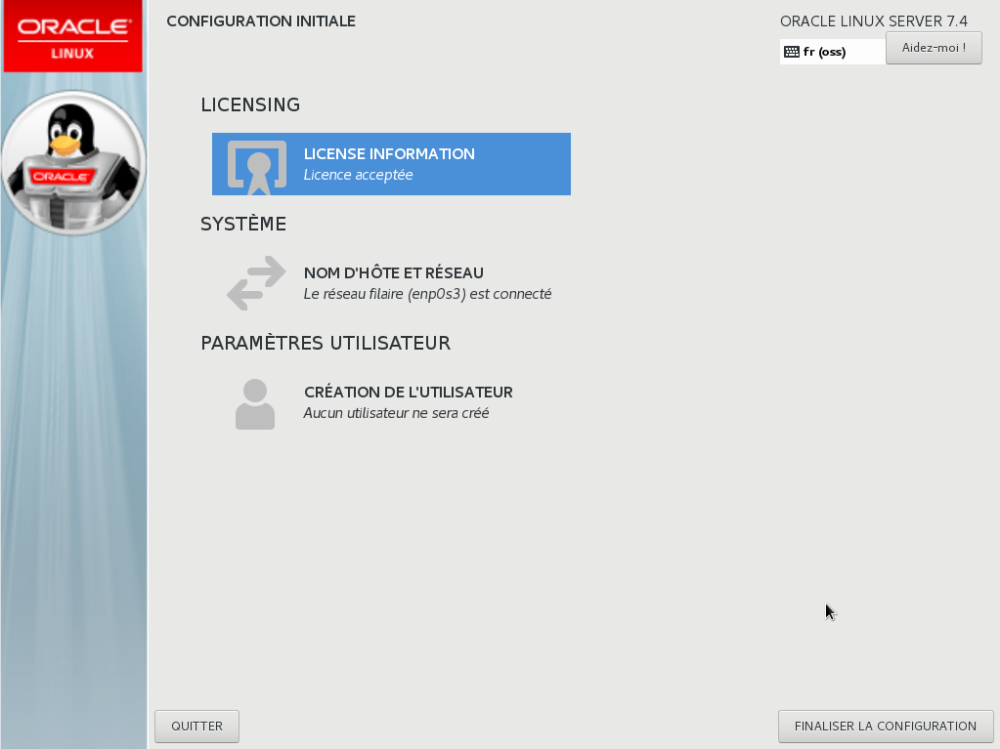 ORACLE
LINUX
ORACLE
CONFIGURATION INITIALE
ORACLE LINUX SERVER 7.4
fr (oss)
Aidez-moi !
LICENSING
LICENSE INFORMATION
Licence acceptée
SYSTÈME
NOM D'HÔTE ET RÉSEAU
Le réseau filaire (enp0s3) est connecté
PARAMÈTRES UTILISATEUR
CRÉATION DE L'UTILISATEUR
Aucun utilisateur ne sera créé
QUITTER
FINALISER LA CONFIGURATION